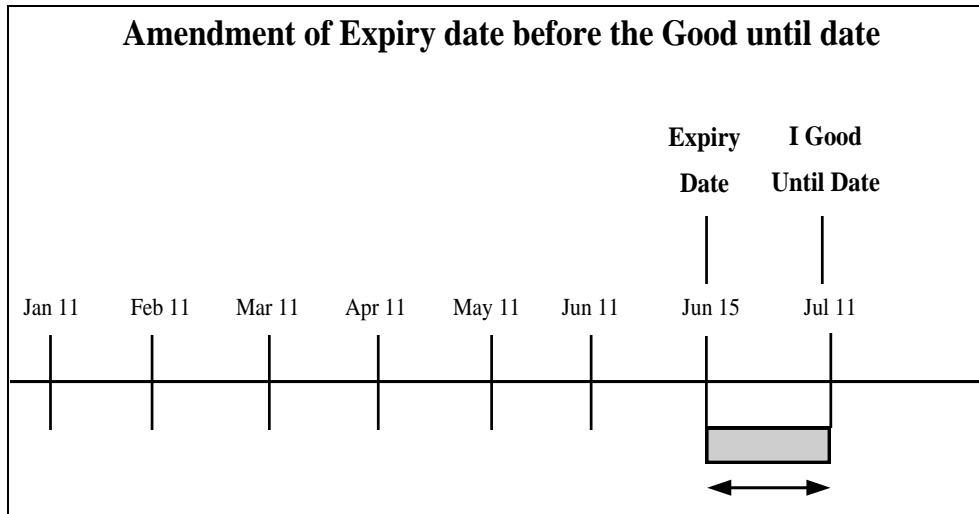 Amendment of Expiry date before the Good until date
Expiry
Date
I Good
Until Date
Jan 11
Feb 11
Mar 11
Apr 11
May 11
Jun 11
Jun 15
Jul 11